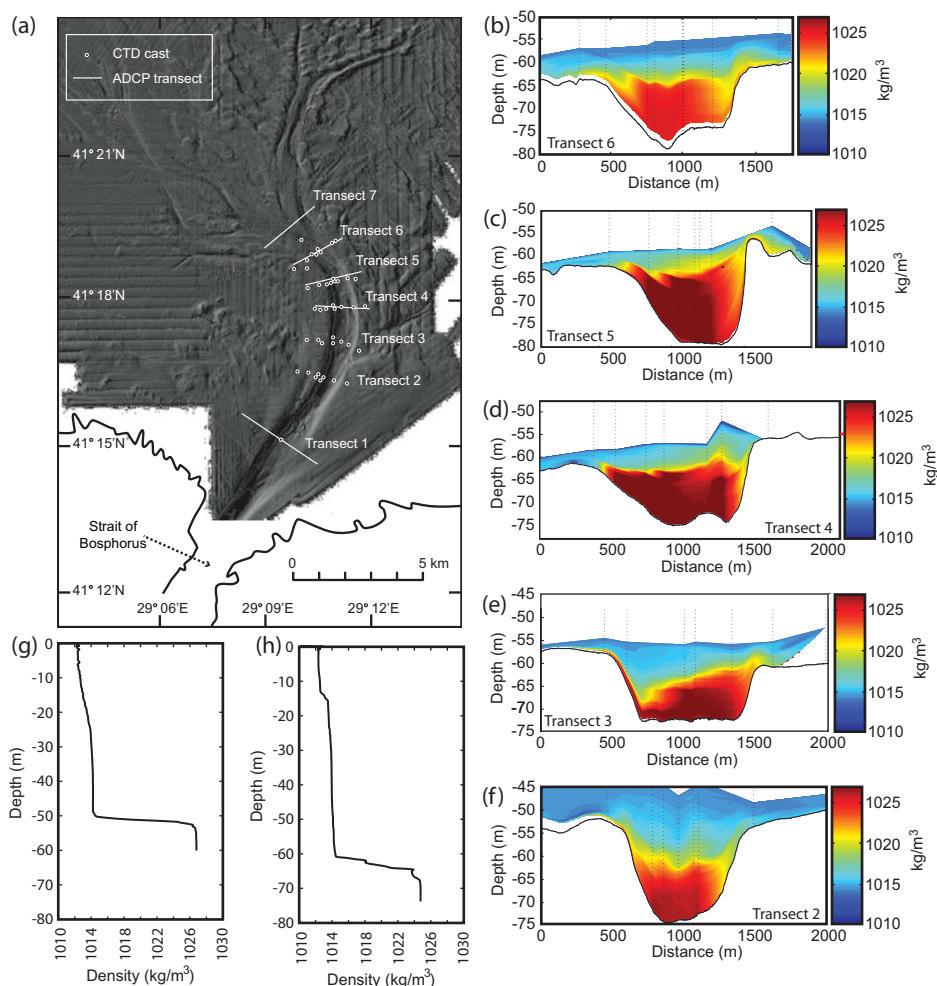 (a)
CTD cast
ADCP transect
41° 21'N
41° 18'N
41° 15'N
41° 12'N
29° 06'E
29° 09'E
29° 12'E
Transect 7
Transect 6
Transect 5
Transect 4
Transect 3
Transect 2
Transect 1
Strait of
Bosphorus
0
5 km
(b)
Depth (m)
-50
-55
-60
-65
-70
-75
-80
Transect 6
0
500
1000
1500
Distance (m)
1025
1020
1015
1010
kg/m³
(c)
Depth (m)
-50
-55
-60
-65
-70
-75
-80
Transect 5
0
500
1000
1500
Distance (m)
1025
1020
1015
1010
kg/m³
(d)
Depth (m)
-50
-55
-60
-65
-70
-75
-80
Transect 4
0
500
1000
1500
2000
Distance (m)
1025
1020
1015
1010
kg/m³
(e)
Depth (m)
-50
-55
-60
-65
-70
-75
Transect 3
0
500
1000
1500
2000
Distance (m)
1025
1020
1015
1010
kg/m³
(f)
Depth (m)
-45
-50
-55
-60
-65
-70
-75
Transect 2
0
500
1000
1500
2000
Distance (m)
1025
1020
1015
1010
kg/m³
(g)
Depth (m)
0
-20
-30
-40
-50
-60
-80
1010
1014
1018
1022
1026
1030
Density (kg/m³)
(h)
Depth (m)
0
-20
-30
-40
-50
-60
-80
1010
1014
1018
1022
1026
1030
Density (kg/m³)